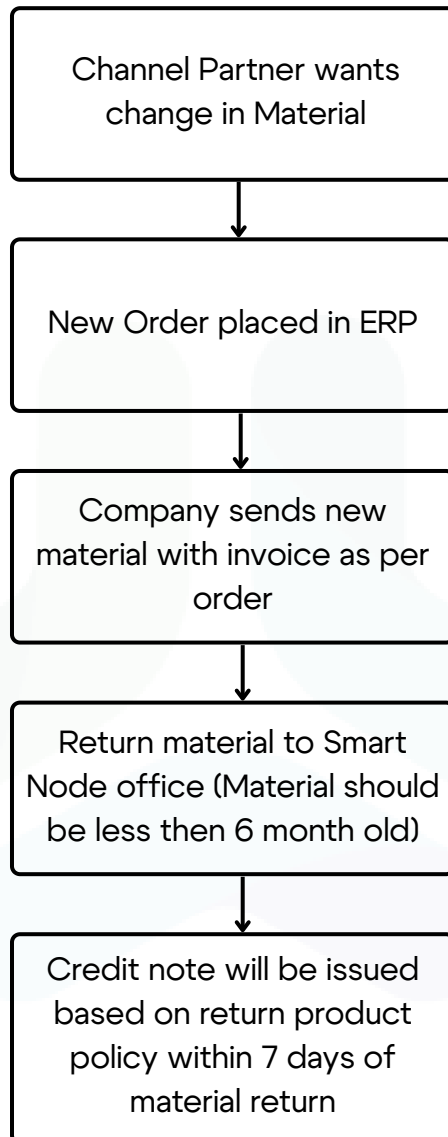 Channel Partner wants
change in Material
New Order placed in ERP
Company sends new
material with invoice as per
order
Return material to Smart
Node office (Material should
be less then 6 month old)
Credit note will be issued
based on return product
policy within 7 days of
material return